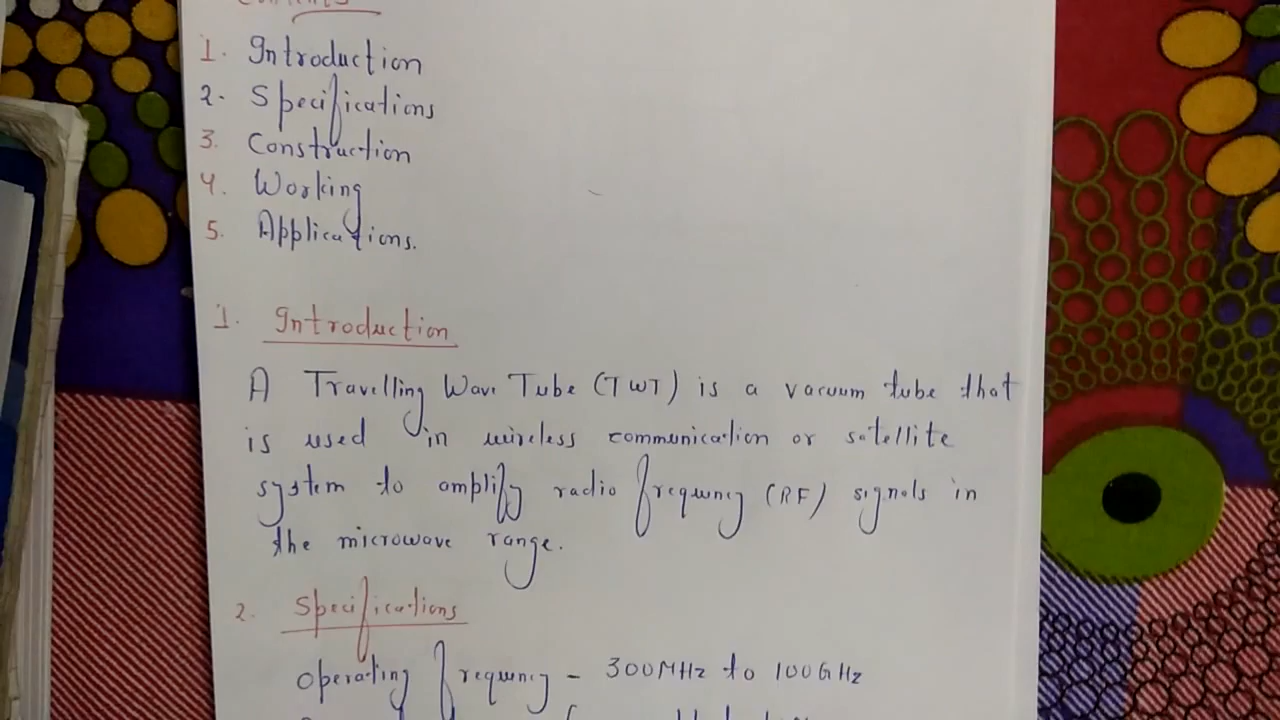 Contents
1. Introduction
2. Specifications
3. Construction
4. Working
5. Applications.
1. Introduction
A Travelling Wave Tube (TWT) is a vacuum tube that
is used in wireless communication or satellite
system to amplify radio frequency (RF) signals in
the microwave range.
2. Specifications
Operating frequency - 300MHz to 100GHz